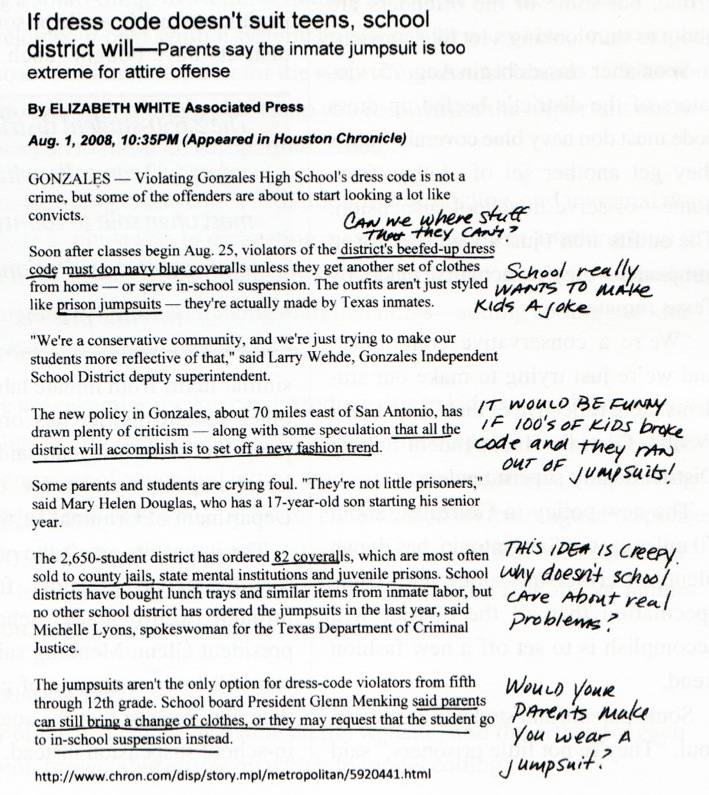 If dress code doesn't suit teens, school
district will—Parents say the inmate jumpsuit is too
extreme for attire offense
By ELIZABETH WHITE Associated Press
Aug. 1, 2008, 10:35PM (Appeared in Houston Chronicle)
GONZALES — Violating Gonzales High School's dress code is not a
crime, but some of the offenders are about to start looking a lot like
convicts.
CAN we where stuff
that they CAN'T?
Soon after classes begin Aug. 25, violators of the district's beefed-up dress
code must don navy blue coveralls unless they get another set of clothes
from home — or serve in-school suspension. The outfits aren't just styled
like prison jumpsuits — they're actually made by Texas inmates.
School really
WANTS TO MAKE
Kids A joke
"We're a conservative community, and we're just trying to make our
students more reflective of that," said Larry Wehde, Gonzales Independent
School District deputy superintendent.
The new policy in Gonzales, about 70 miles east of San Antonio, has
drawn plenty of criticism — along with some speculation that all the
district will accomplish is to set off a new fashion trend.
IT WOULD BE FUNNY
IF 100's OF KIDS broke
code and they RAN
OUT OF jumpsuits!
Some parents and students are crying foul. "They're not little prisoners,"
said Mary Helen Douglas, who has a 17-year-old son starting his senior
year.
The 2,650-student district has ordered 82 coveralls, which are most often
sold to county jails, state mental institutions and juvenile prisons. School
districts have bought lunch trays and similar items from inmate labor, but
no other school district has ordered the jumpsuits in the last year, said
Michelle Lyons, spokeswoman for the Texas Department of Criminal
Justice.
THIS IDEA IS CREEPY.
Why doesn't school
CARE About real
Problems?
The jumpsuits aren't the only option for dress-code violators from fifth
through 12th grade. School board President Glenn Menking said parents
can still bring a change of clothes, or they may request that the student go
to in-school suspension instead.
WOULD YOUR
PARENTS MAKE
You WEAR A
jumpsuit?
http://www.chron.com/disp/story.mpl/metropolitan/5920441.html